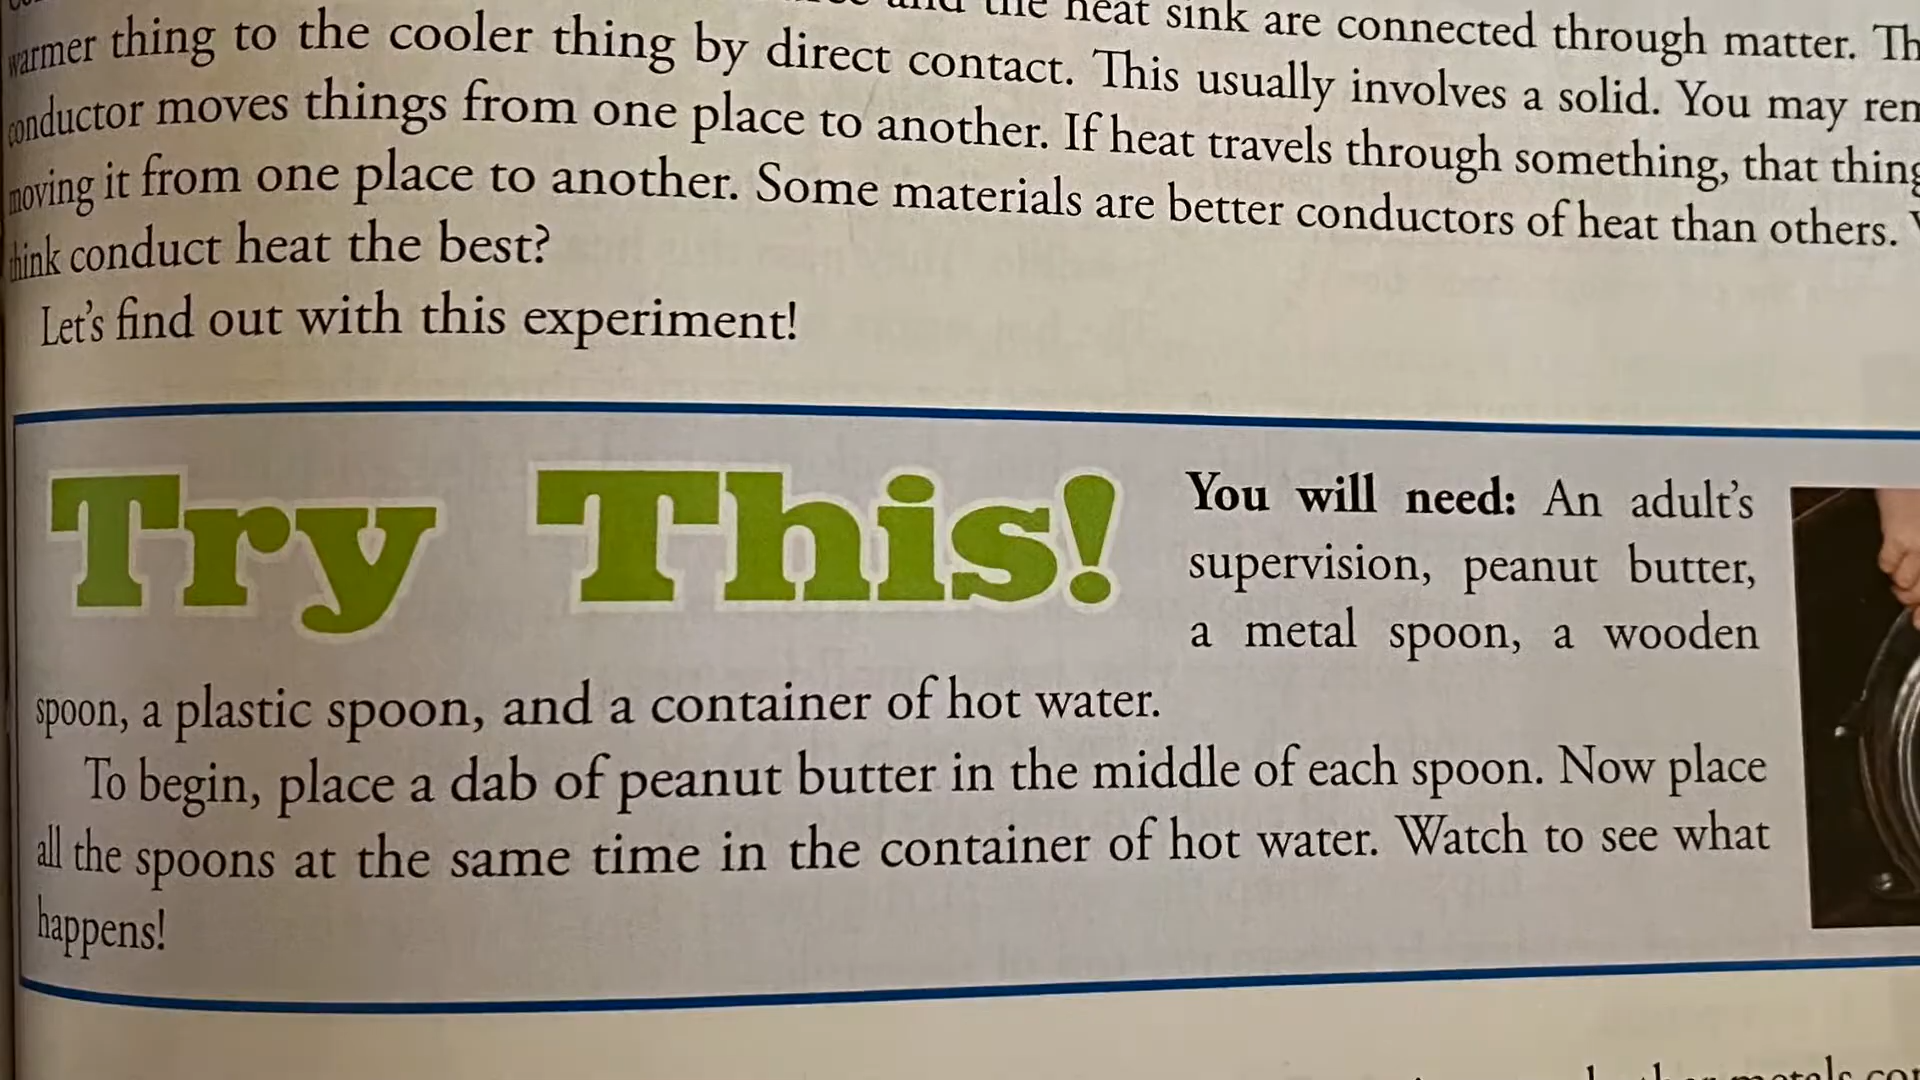 and the heat sink are connected through matter.
warmer thing to the cooler thing by direct contact. This usually involves a solid. You may
conductor moves things from one place to another. If heat travels through something, that thing
moving it from one place to another. Some materials are better conductors of heat than others.
think conduct heat the best?
Let's find out with this experiment!
Try This!
You will need: An adult's
supervision, peanut butter,
a metal spoon, a wooden
spoon, a plastic spoon, and a container of hot water.
To begin, place a dab of peanut butter in the middle of each spoon. Now place
all the spoons at the same time in the container of hot water. Watch to see what
happens!
metals